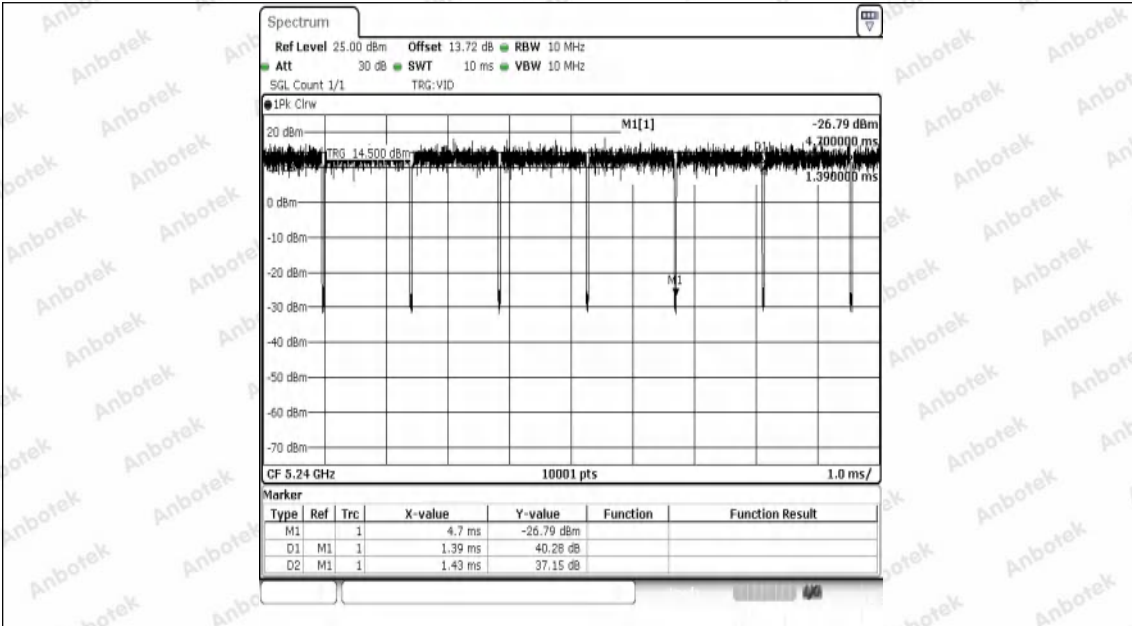 Spectrum
Ref Level 25.00 dBm Offset 13.72 dB RBW 10 MHz
Att 30 dB SWT 10 ms VBW 10 MHz
SGL Count 1/1 TRG:VID
1Pk Clrw
M1[1] -26.79 dBm
4.700000 ms
20 dBm
D1
TRG 14.500 dBm
1.390000 ms
0 dBm
-10 dBm
-20 dBm
M1
-30 dBm
-40 dBm
-50 dBm
-60 dBm
-70 dBm
CF 5.24 GHz 10001 pts 1.0 ms/
Marker
Type Ref Trc X-value Y-value Function Function Result
M1 1 4.7 ms -26.79 dBm
D1 M1 1 1.39 ms 40.28 dB
D2 M1 1 1.43 ms 37.15 dB
Anbotek